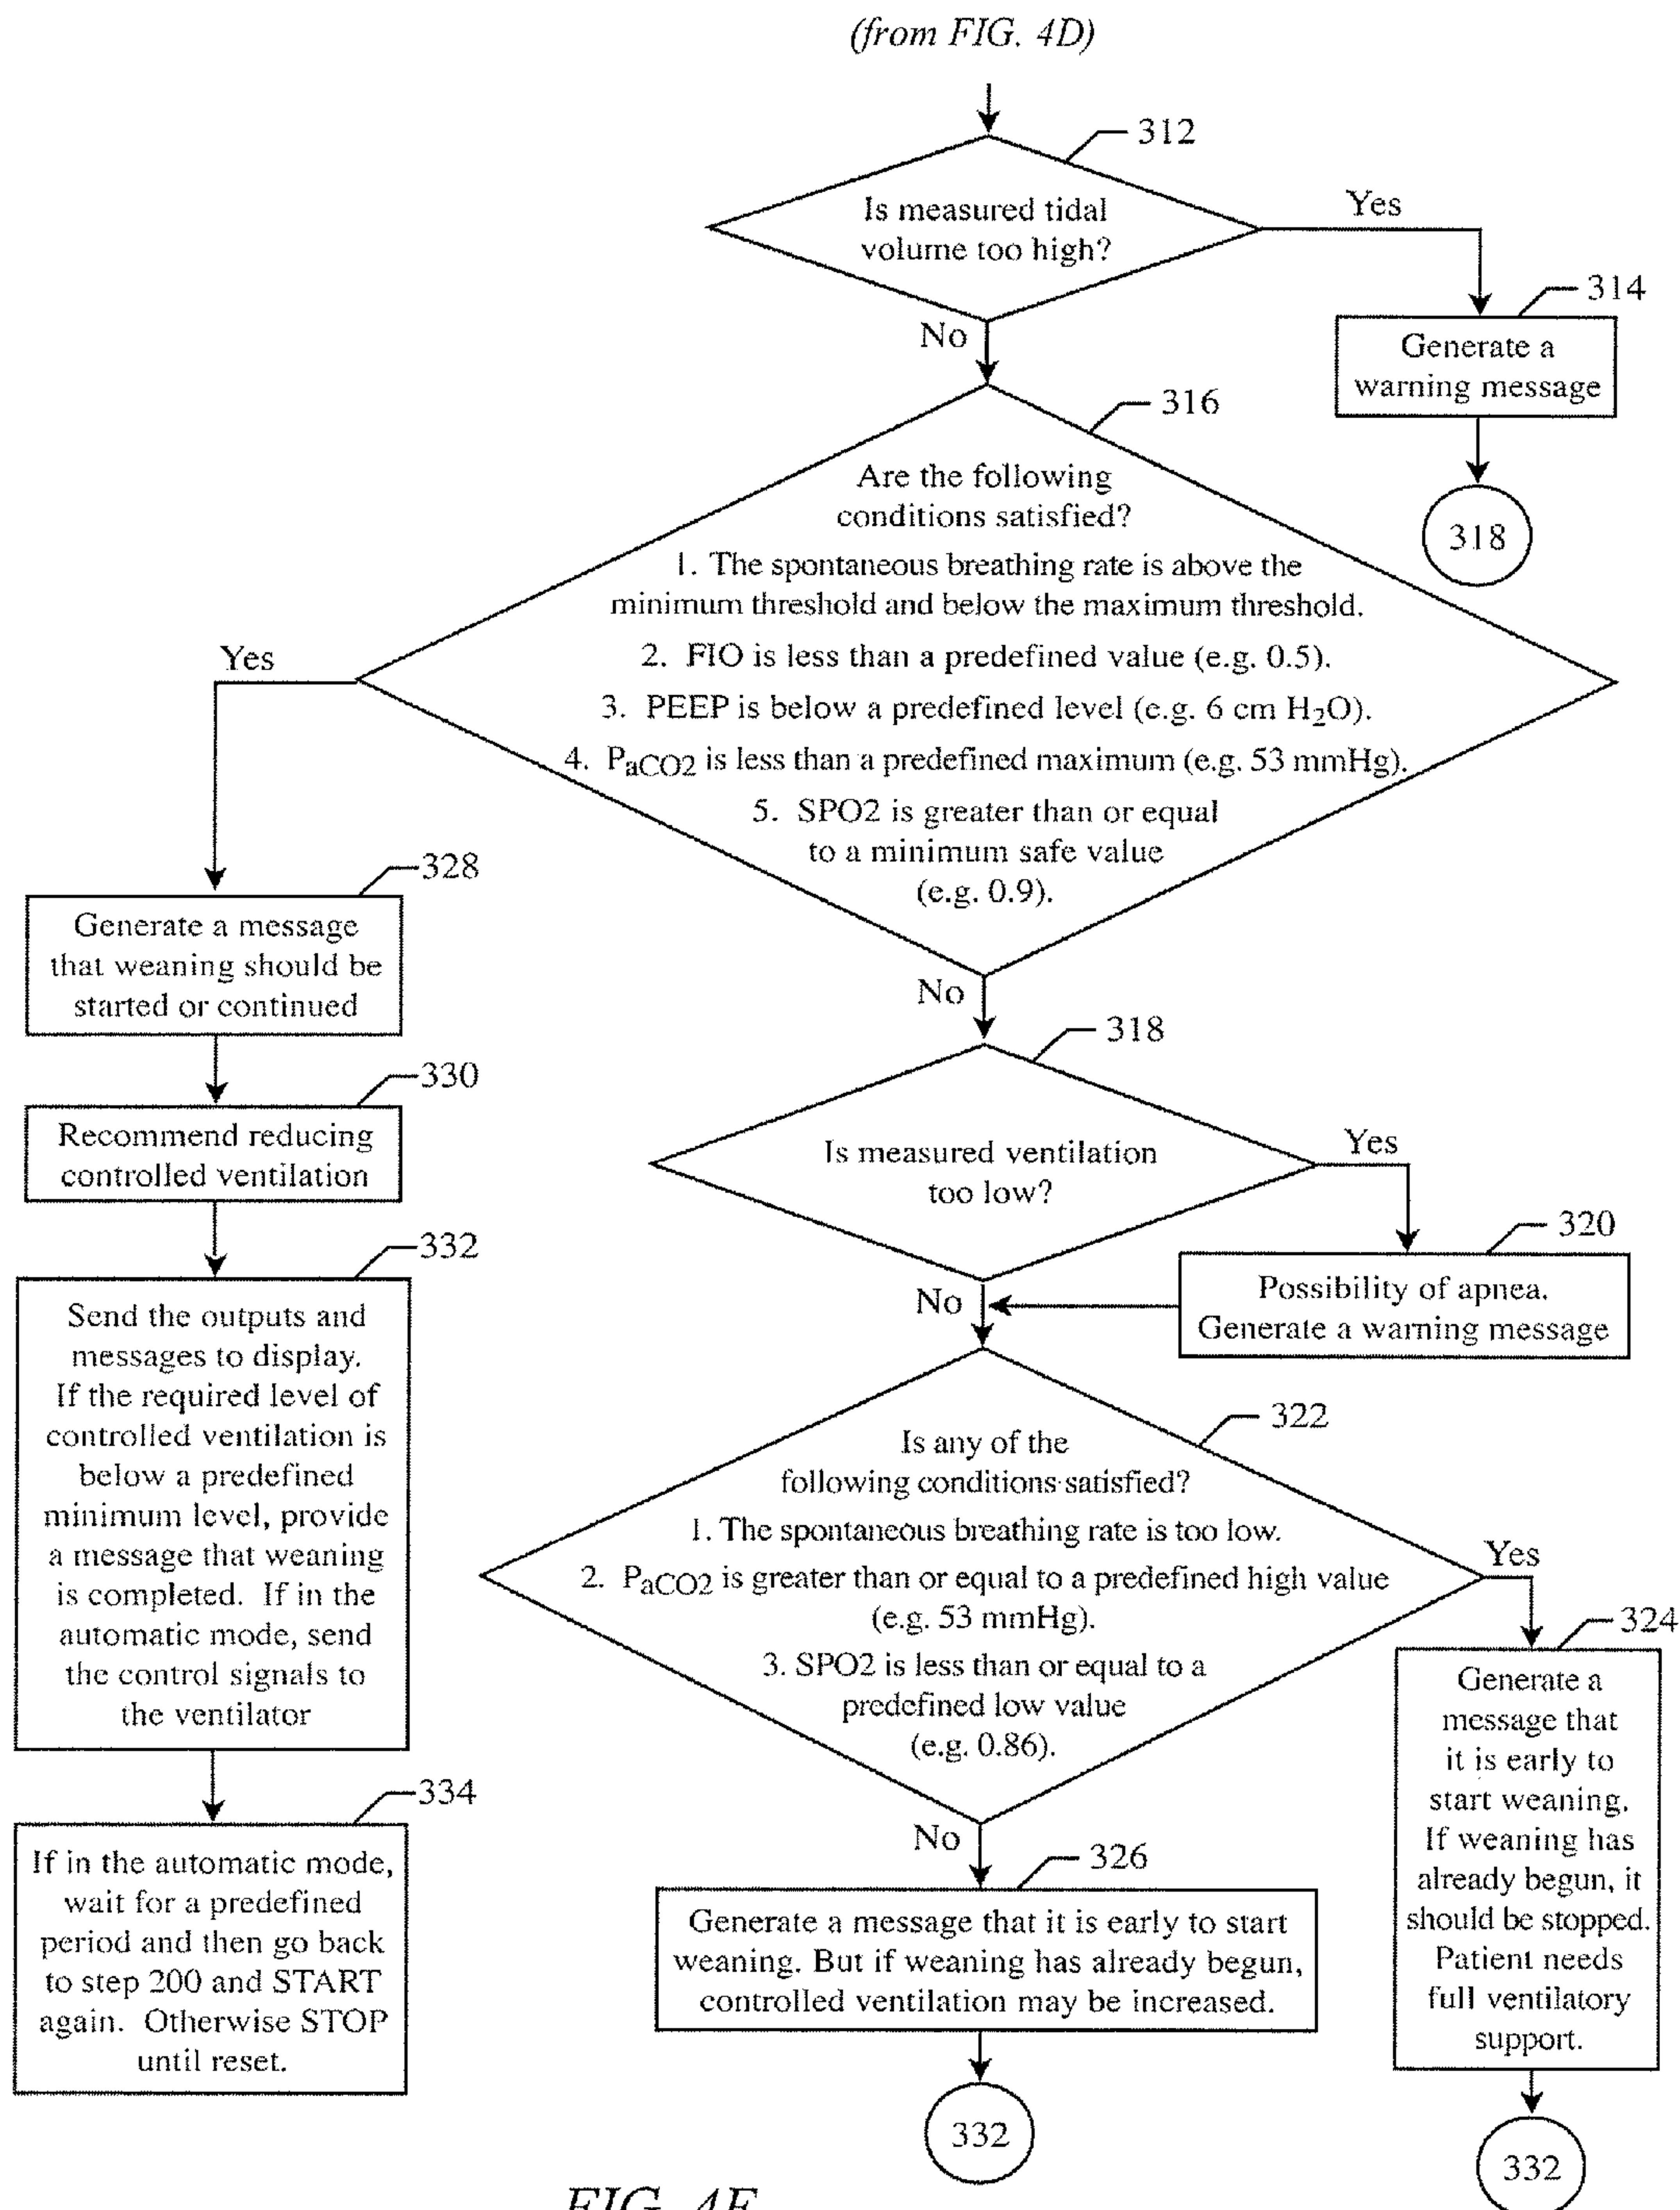 (from FIG. 4D)
312
Is measured tidal
volume too high?
Yes
No
314
Generate a
warning message
318
316
Are the following
conditions satisfied?
1. The spontaneous breathing rate is above the
minimum threshold and below the maximum threshold.
2. FIO is less than a predefined value (e.g. 0.5).
3. PEEP is below a predefined level (e.g. 6 cm H2O).
4. PaCO2 is less than a predefined maximum (e.g. 53 mmHg).
5. SPO2 is greater than or equal
to a minimum safe value
(e.g. 0.9).
Yes
No
328
Generate a message
that weaning should be
started or continued
330
Recommend reducing
controlled ventilation
332
Send the outputs and
messages to display.
If the required level of
controlled ventilation is
below a predefined
minimum level, provide
a message that weaning
is completed. If in the
automatic mode, send
the control signals to
the ventilator
334
If in the automatic mode,
wait for a predefined
period and then go back
to step 200 and START
again. Otherwise STOP
until reset.
318
Is measured ventilation
too low?
Yes
No
320
Possibility of apnea.
Generate a warning message
322
Is any of the
following conditions satisfied?
1. The spontaneous breathing rate is too low.
2. PaCO2 is greater than or equal to a predefined high value
(e.g. 53 mmHg).
3. SPO2 is less than or equal to a
predefined low value
(e.g. 0.86).
Yes
No
324
Generate a
message that
it is early to
start weaning.
If weaning has
already begun, it
should be stopped.
Patient needs
full ventilatory
support.
332
326
Generate a message that it is early to start
weaning. But if weaning has already begun,
controlled ventilation may be increased.
332